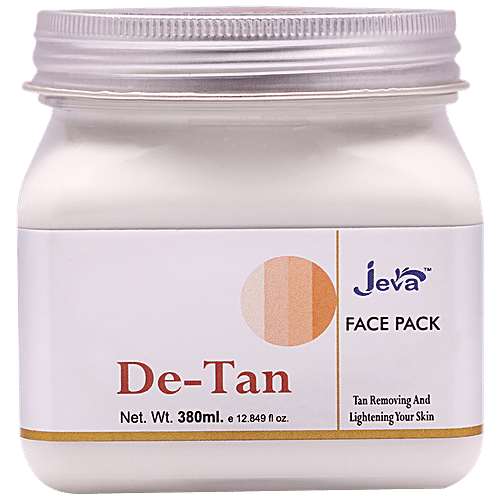 De-Tan
Net. Wt. 380ml. e 12.849 fl oz.
Jeva™
FACE PACK
Tan Removing And
Lightening Your Skin